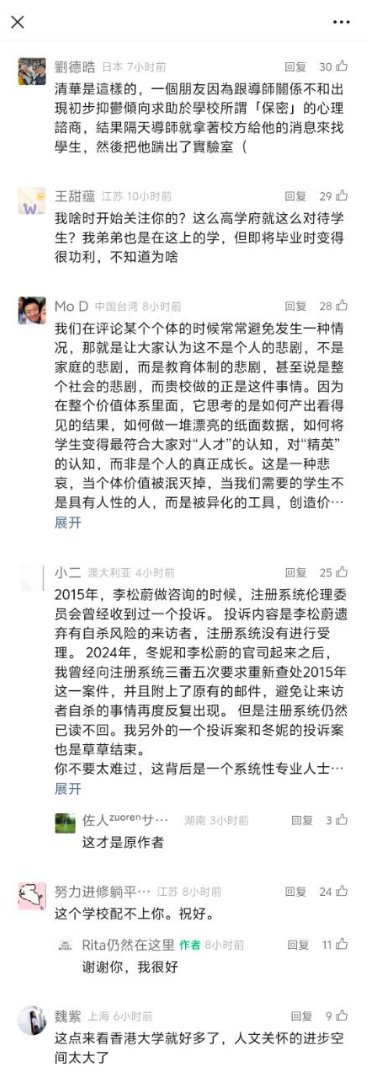 劉德皓 日本 7小时前 回复 30
清華是這樣的，一個朋友因為跟導師關係不和出
現初步抑鬱傾向求助於學校所謂「保密」的心理
諮商，結果隔天導師就拿著校方給他的消息來找
學生，然後把他踹出了實驗室（
王甜蕴 江苏 10小时前 回复 29
我啥时开始关注你的？这么高学府就这么对待学
生？我弟弟也是在这上的学，但即将毕业时变得
很功利，不知道为啥
Mo D 中国台湾 8小时前 回复 28
我们在评论某个个体的时候常常避免发生一种情
况，那就是让大家认为这不是个人的悲剧，不是
家庭的悲剧，而是教育体制的悲剧，甚至说是整
个社会的悲剧，而贵校做的正是这件事情。因为
在整个价值体系里面，它思考的是如何产出看得
见的结果，如何做一堆漂亮的纸面数据，如何将
学生变得最符合大家对“人才”的认知，对“精英”
的认知，而非是个人的真正成长。这是一种悲
哀，当个体价值被泯灭掉，当我们需要的学生不
是具有人性的人，而是被异化的工具，创造价…
展开
小二 澳大利亚 4小时前 回复 25
2015年，李松蔚做咨询的时候，注册系统伦理委
员会曾经收到过一个投诉。 投诉内容是李松蔚遗
弃有自杀风险的来访者，注册系统没有进行受
理。 2024年，冬妮和李松蔚的官司起来之后，
我曾经向注册系统三番五次要求重新查处2015年
这一案件，并且附上了原有的邮件，避免让来访
者自杀的事情再度反复出现。 但是注册系统仍然
已读不回。我另外的一个投诉案和冬妮的投诉案
也是草草结束。
你不要太难过，这背后是一个系统性专业人士…
展开
佐人zuorenサ… 湖南 3小时前 回复 3
这才是原作者
努力进修躺平… 江苏 8小时前 回复 24
这个学校配不上你。祝好。
Rita仍然在这里 作者 8小时前 回复 11
谢谢你，我很好
魏紫 上海 6小时前 回复 9
这点来看香港大学就好多了，人文关怀的进步空
间太大了